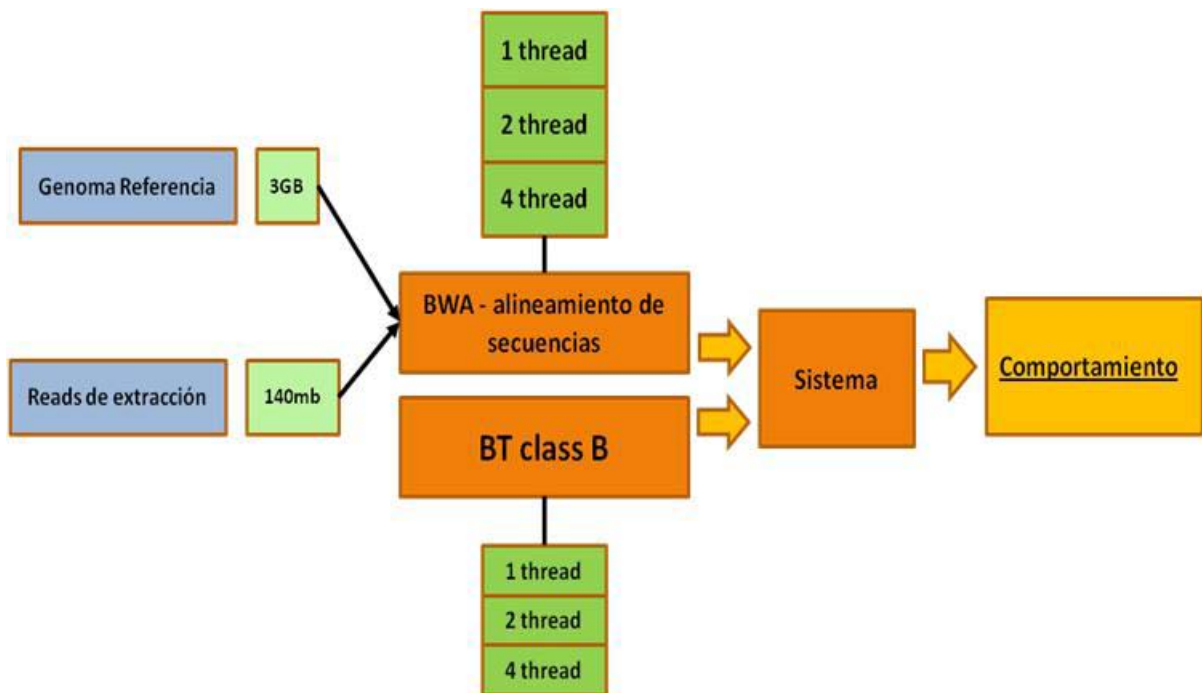 1 thread
2 thread
4 thread
Genoma Referencia
3GB
BWA - alineamiento de
secuencias
Reads de extracción
140mb
BT class B
Sistema
Comportamiento
1 thread
2 thread
4 thread